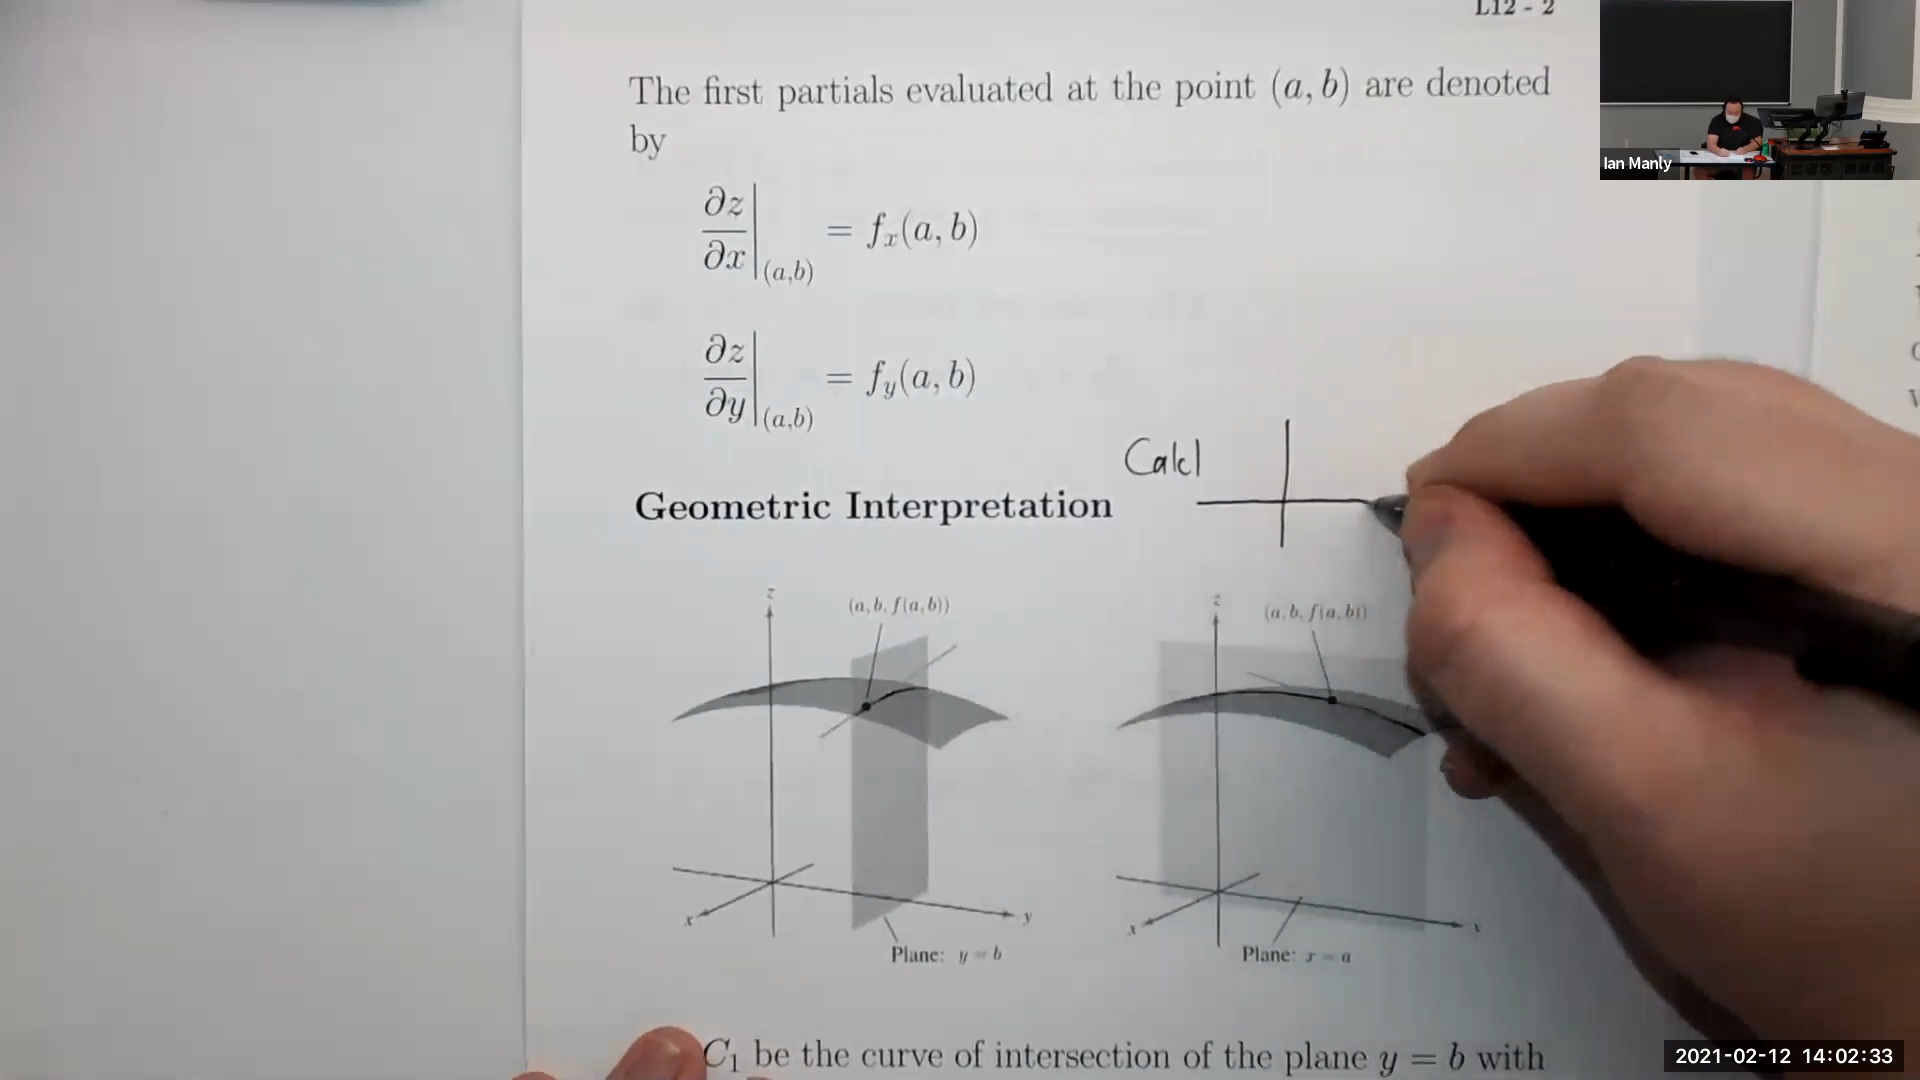 L12 - 2
The first partials evaluated at the point (a, b) are denoted
by
∂z/∂x|(a,b) = fx(a, b)
∂z/∂y|(a,b) = fy(a, b)
Calc1
Geometric Interpretation
z
(a, b, f(a, b))
x
y
Plane: y = b
z
(a, b, f(a, b))
x
y
Plane: x = a
C1 be the curve of intersection of the plane y = b with
Ian Manly
2021-02-12 14:02:33